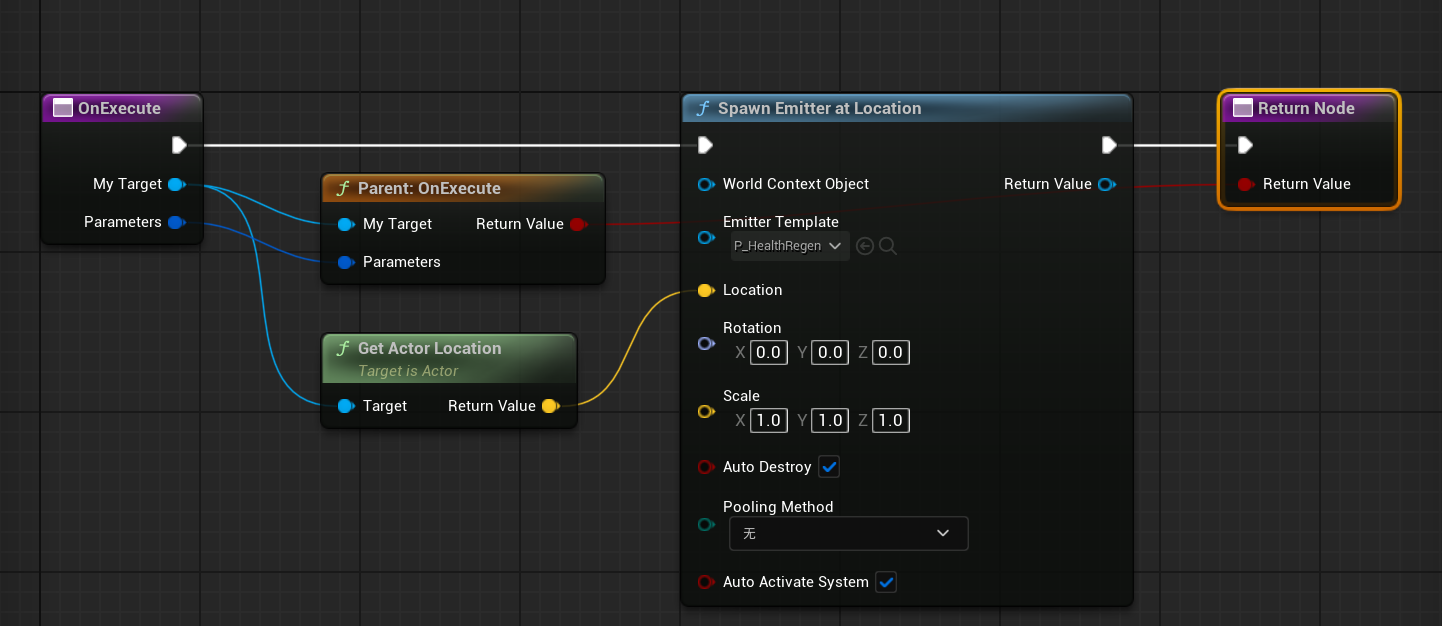 OnExecute
My Target
Parameters
Parent: OnExecute
My Target Return Value
Parameters
Get Actor Location
Target is Actor
Target Return Value
Spawn Emitter at Location
World Context Object Return Value
Emitter Template
P_HealthRegen
Location
Rotation
X 0.0 Y 0.0 Z 0.0
Scale
X 1.0 Y 1.0 Z 1.0
Auto Destroy
Pooling Method
无
Auto Activate System
Return Node
Return Value